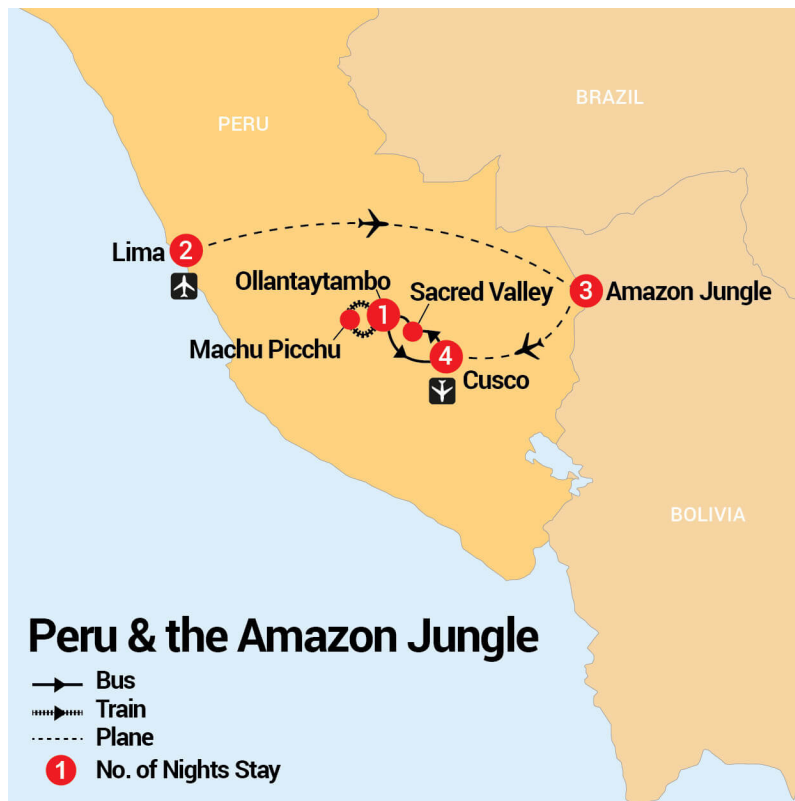 BRAZIL
PERU
Lima 2
Ollantaytambo
Sacred Valley
3 Amazon Jungle
1
Machu Picchu
4
Cusco
BOLIVIA
Peru & the Amazon Jungle
Bus
Train
Plane
1 No. of Nights Stay